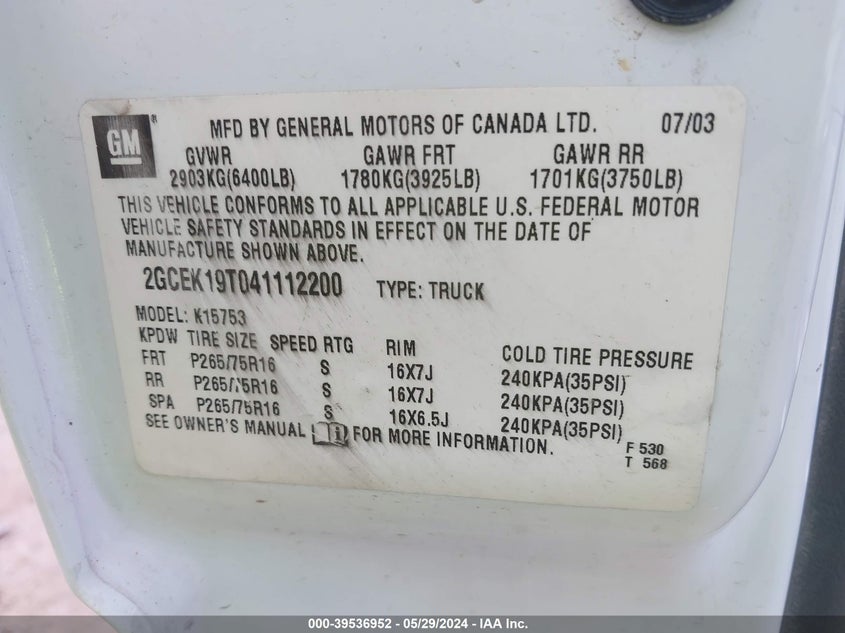 GM®
MFD BY GENERAL MOTORS OF CANADA LTD. 07/03
GVWR GAWR FRT GAWR RR
2903KG(6400LB) 1780KG(3925LB) 1701KG(3750LB)
THIS VEHICLE CONFORMS TO ALL APPLICABLE U.S. FEDERAL MOTOR
VEHICLE SAFETY STANDARDS IN EFFECT ON THE DATE OF
MANUFACTURE SHOWN ABOVE.
2GCEK19T041112200 TYPE: TRUCK
MODEL: K15753
KPDW TIRE SIZE SPEED RTG RIM COLD TIRE PRESSURE
FRT P265/75R16 S 16X7J 240KPA(35PSI)
RR P265/75R16 S 16X7J 240KPA(35PSI)
SPA P265/75R16 S 16X6.5J 240KPA(35PSI)
SEE OWNER'S MANUAL FOR MORE INFORMATION.
F 530
T 568
000-39536952 - 05/29/2024 - IAA Inc.